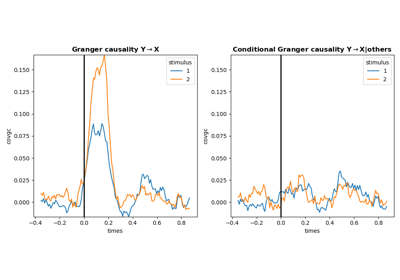 Granger causality Y→X
Conditional Granger causality Y→X|others
covgc
0.150
0.125
0.100
0.075
0.050
0.025
0.000
stimulus
1
2
−0.4 −0.2 0.0 0.2 0.4 0.6 0.8
times
covgc
0.150
0.125
0.100
0.075
0.050
0.025
0.000
stimulus
1
2
−0.4 −0.2 0.0 0.2 0.4 0.6 0.8
times